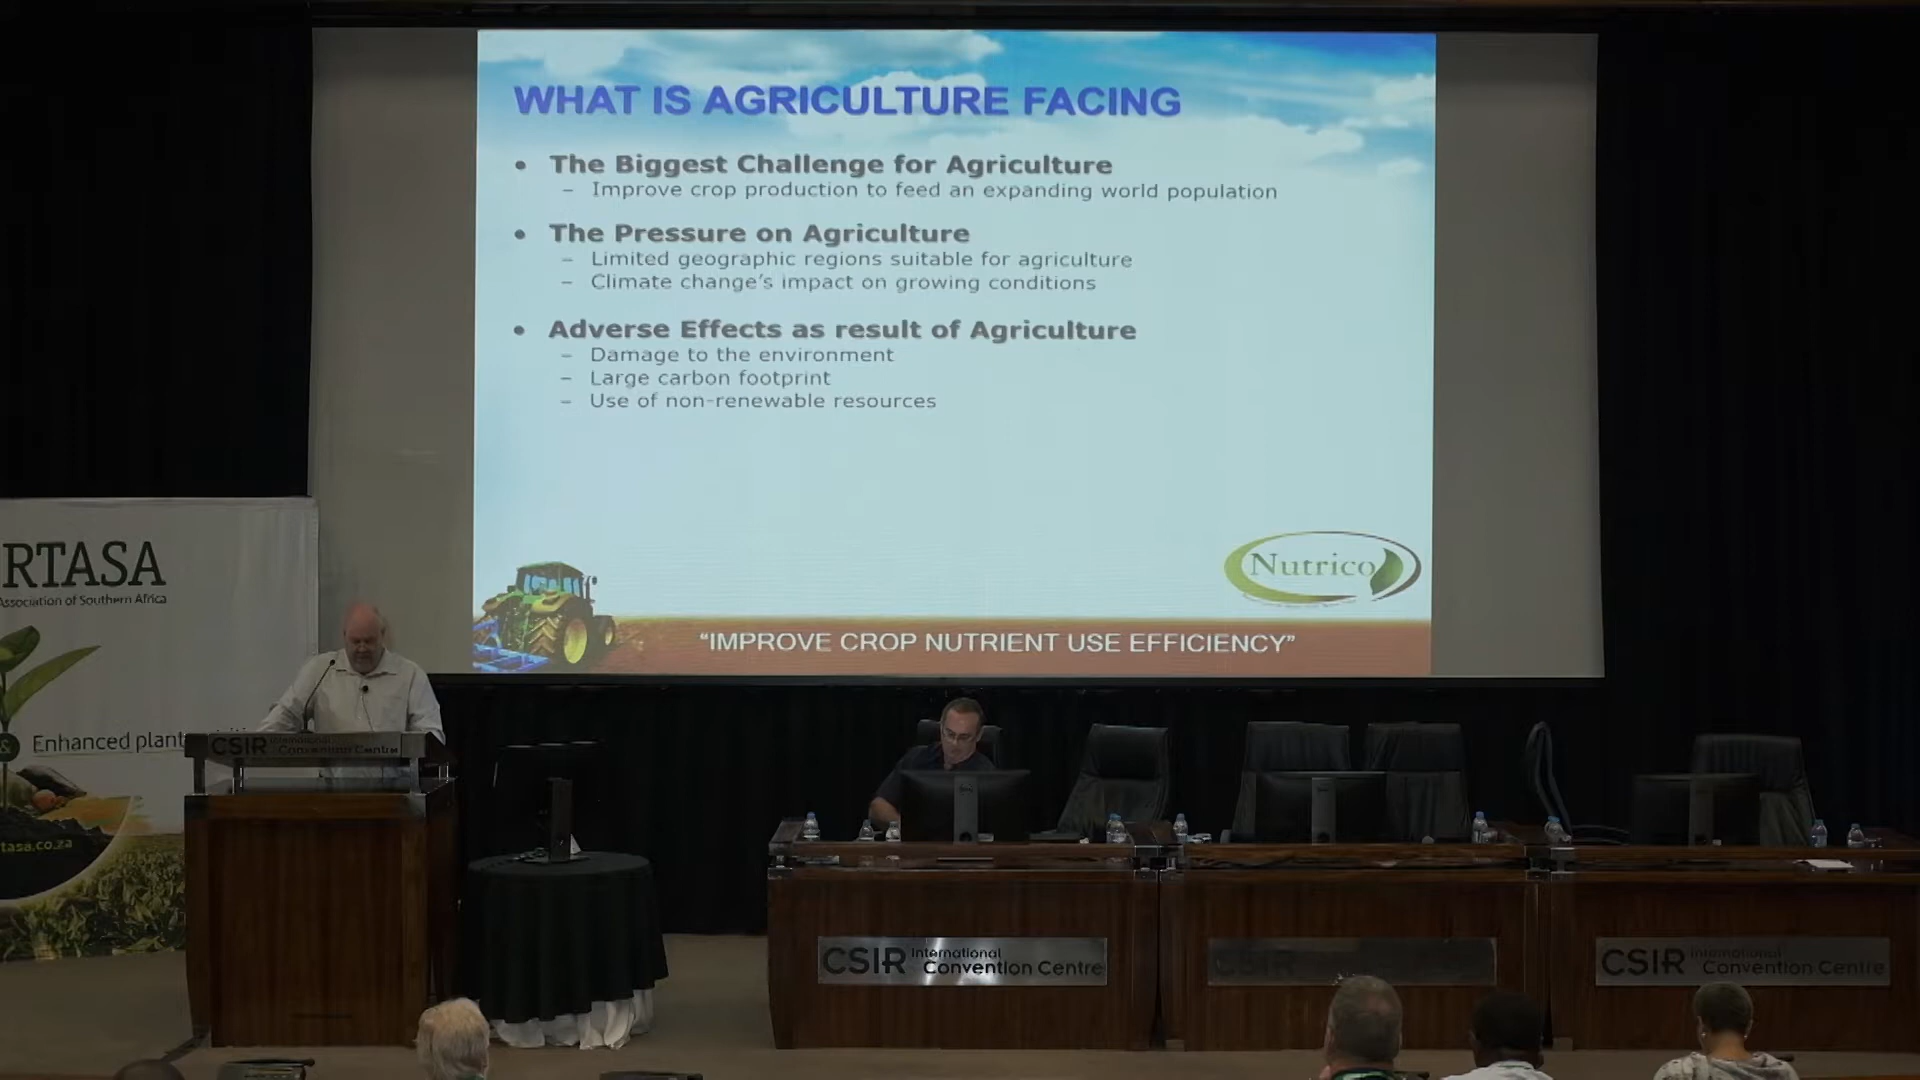 WHAT IS AGRICULTURE FACING
• The Biggest Challenge for Agriculture
– Improve crop production to feed an expanding world population
• The Pressure on Agriculture
– Limited geographic regions suitable for agriculture
– Climate change's impact on growing conditions
• Adverse Effects as result of Agriculture
– Damage to the environment
– Large carbon footprint
– Use of non-renewable resources
Nutrico
"IMPROVE CROP NUTRIENT USE EFFICIENCY"
RTASA
Association of Southern Africa
& Enhanced plant
tasa.co.za
CSIR International
Convention Centre
CSIR International
Convention Centre
CSIR
CSIR International
Convention Centre